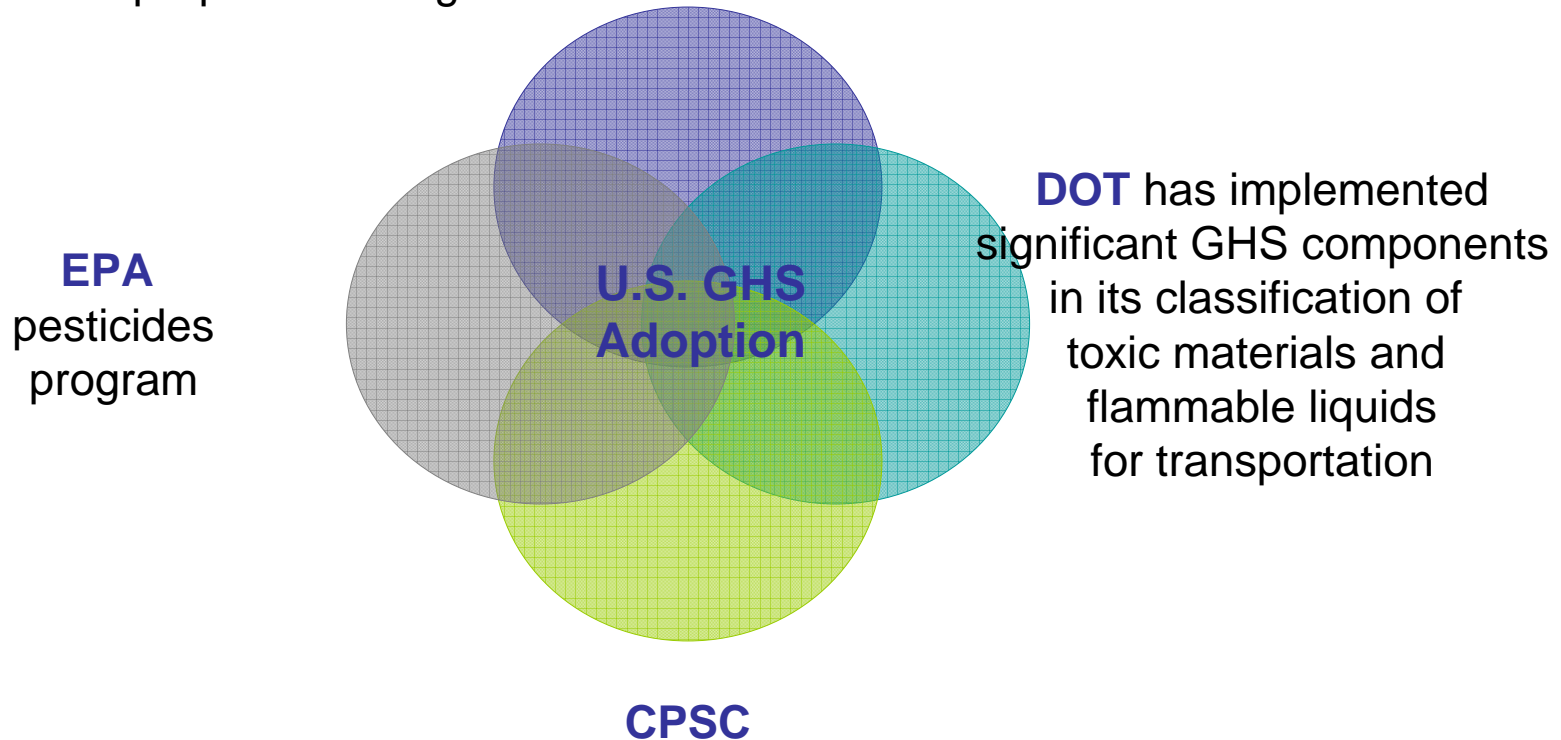 EPA
pesticides
program
U.S. GHS
Adoption
DOT has implemented
significant GHS components
in its classification of
toxic materials and
flammable liquids
for transportation
CPSC